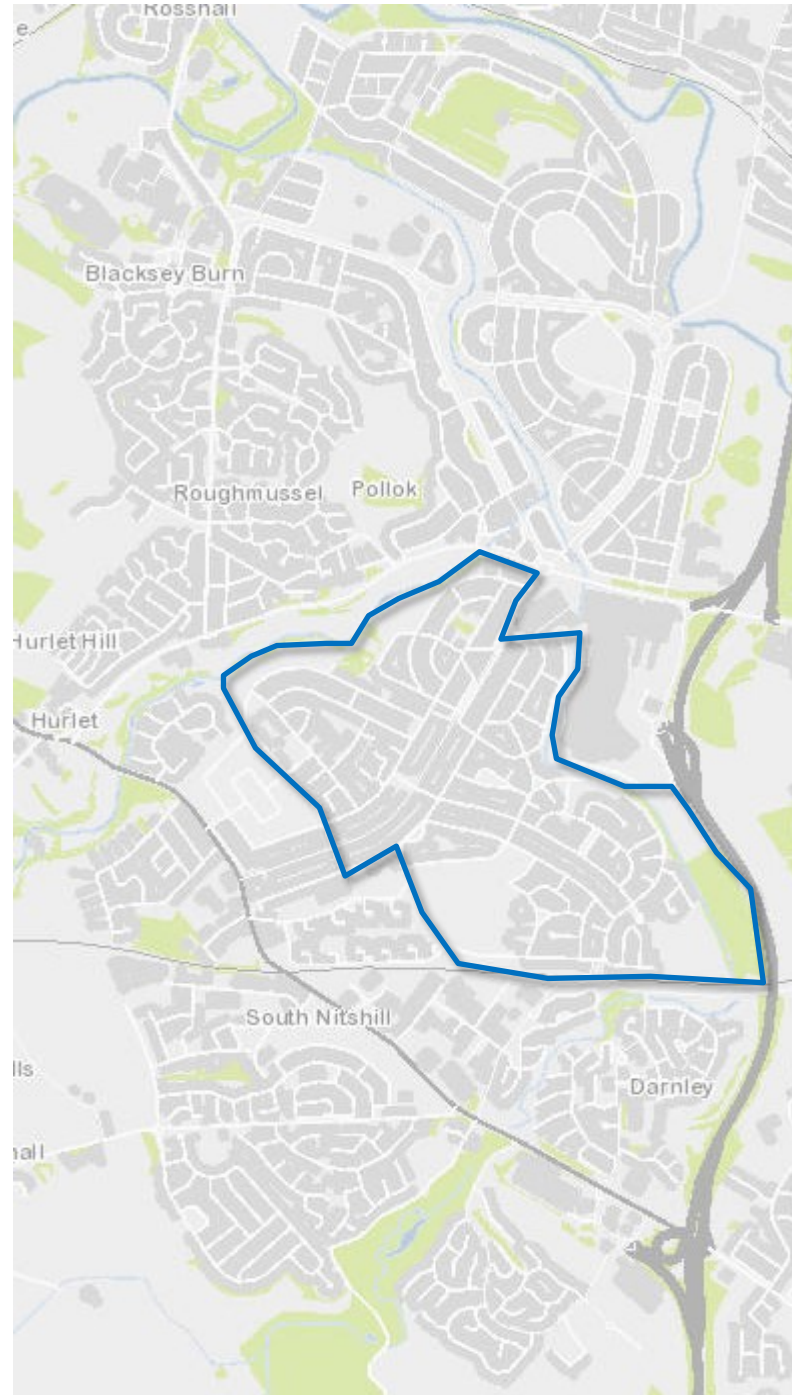 Rosshall
e
Blacksey Burn
Roughmussel
Pollok
Hurlet Hill
Hurlet
South Nitshill
lls
Darnley
hall